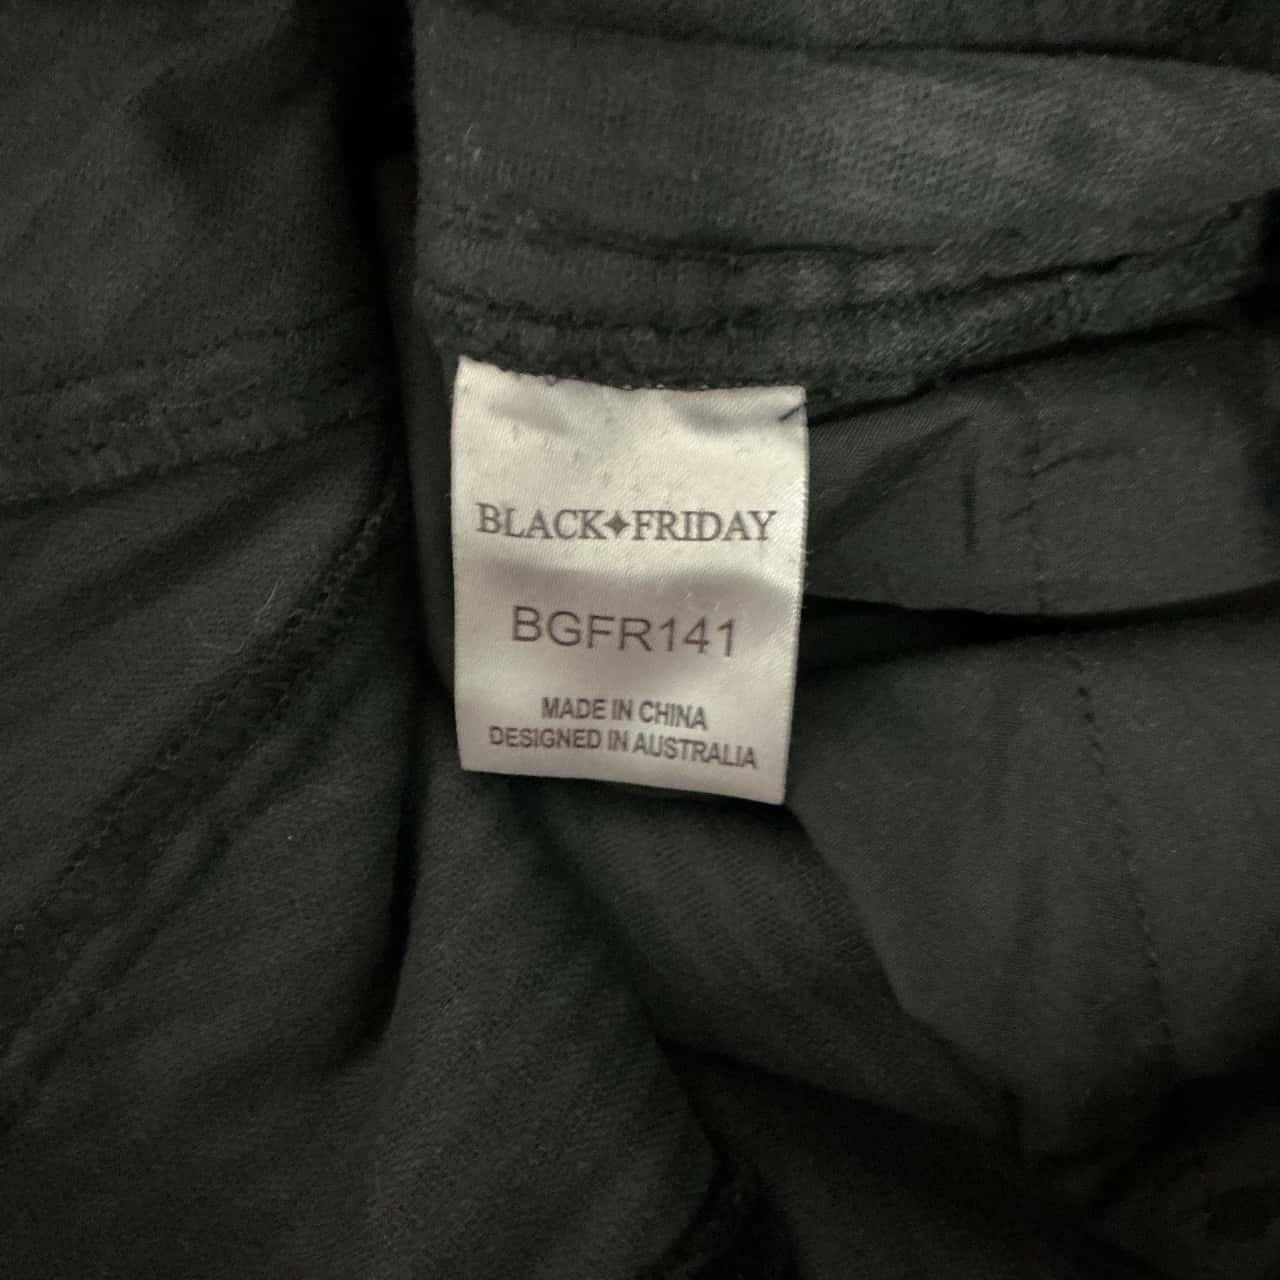 BLACK✦FRIDAY
BGFR141
MADE IN CHINA
DESIGNED IN AUSTRALIA